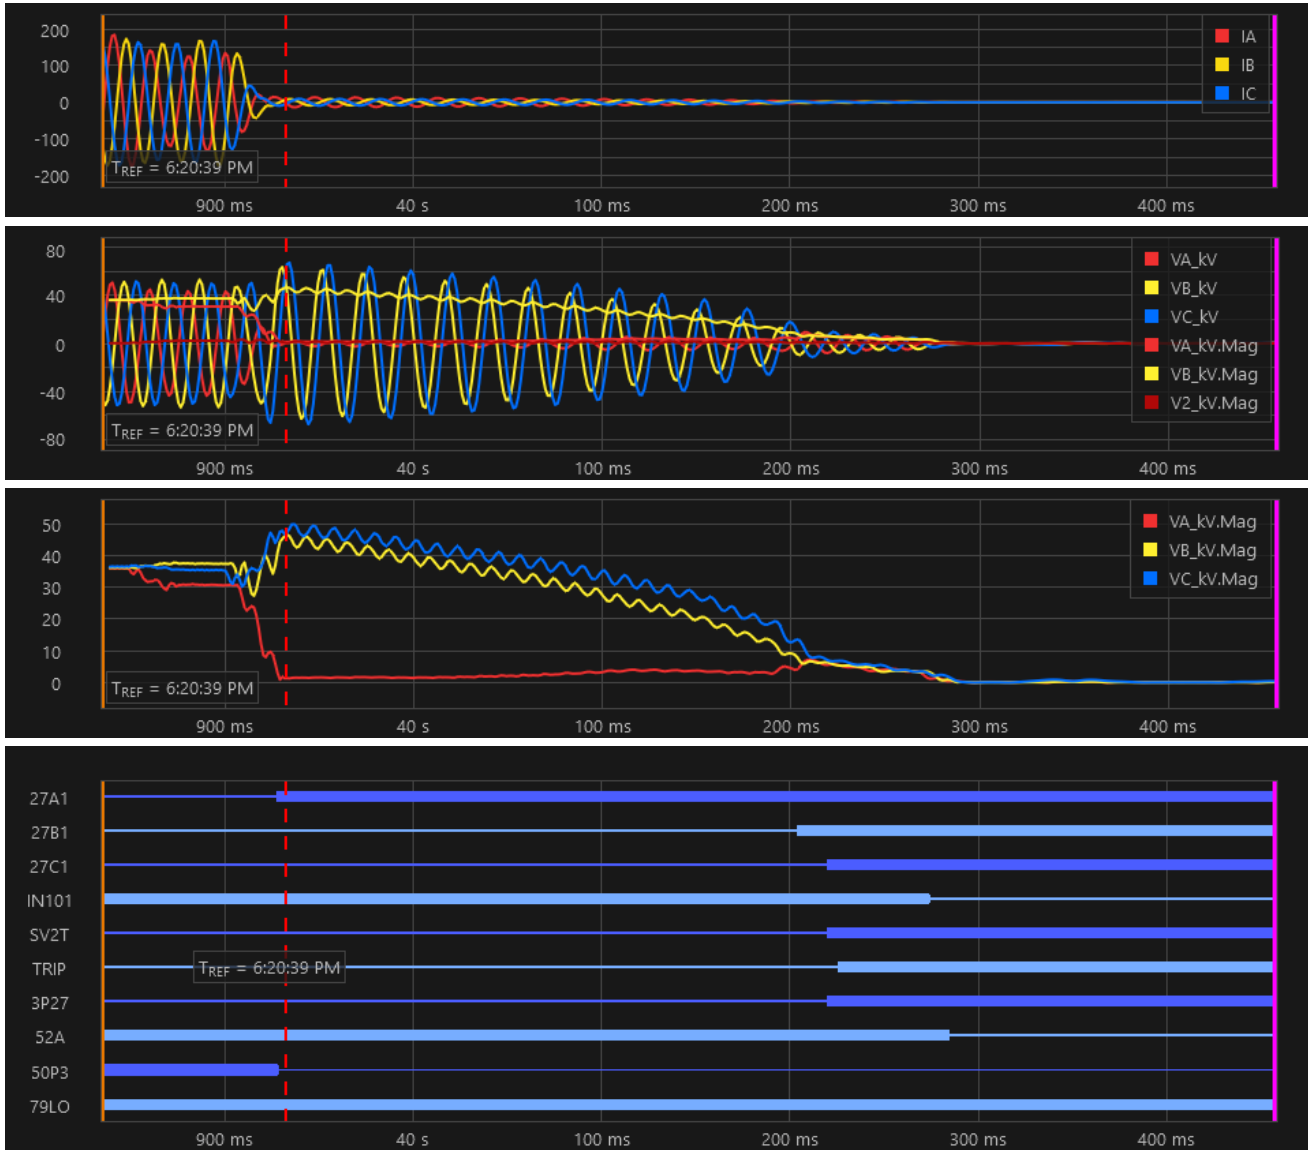 200
100
0
-100
-200
IA
IB
IC
TREF = 6:20:39 PM
900 ms 40 s 100 ms 200 ms 300 ms 400 ms
80
40
0
-40
-80
VA_kV
VB_kV
VC_kV
VA_kV.Mag
VB_kV.Mag
V2_kV.Mag
TREF = 6:20:39 PM
900 ms 40 s 100 ms 200 ms 300 ms 400 ms
50
40
30
20
10
0
VA_kV.Mag
VB_kV.Mag
VC_kV.Mag
TREF = 6:20:39 PM
900 ms 40 s 100 ms 200 ms 300 ms 400 ms
27A1
27B1
27C1
IN101
SV2T
TRIP
TREF = 6:20:39 PM
3P27
52A
50P3
79LO
900 ms 40 s 100 ms 200 ms 300 ms 400 ms